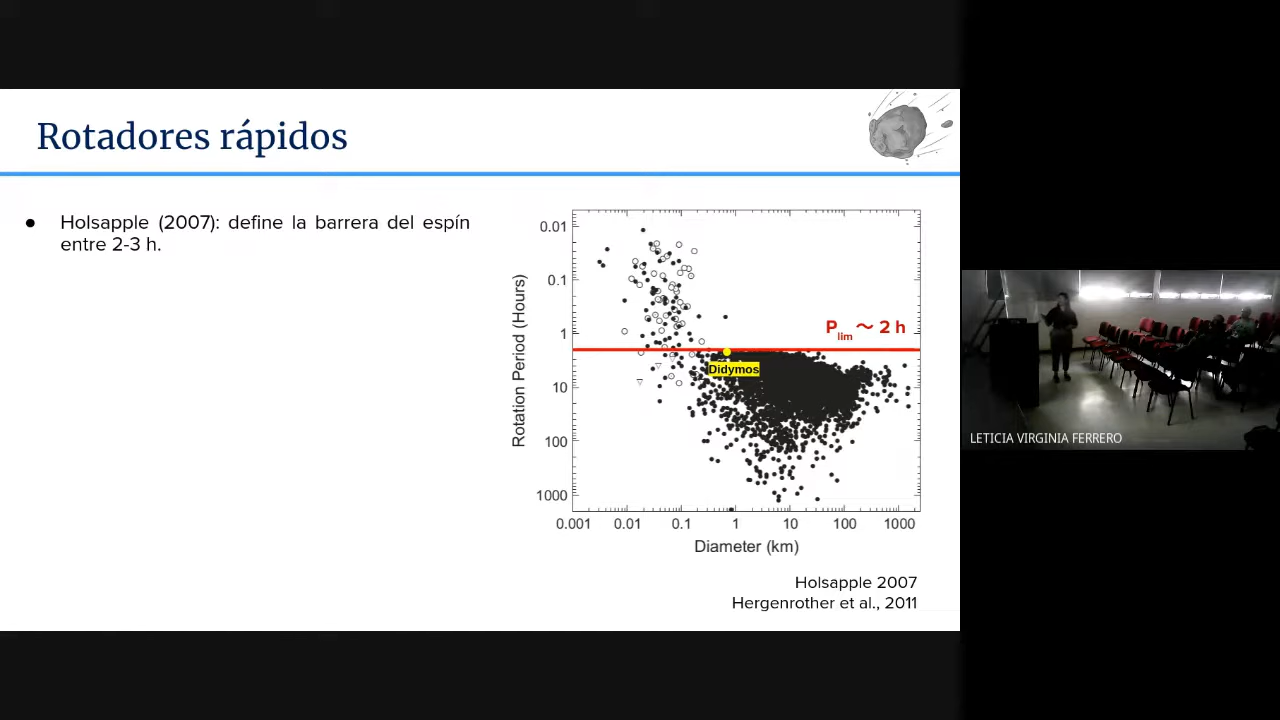 Rotadores rápidos
● Holsapple (2007): define la barrera del espín
entre 2-3 h.
Rotation Period (Hours)
0.01
0.1
1
10
100
1000
P lim ~ 2 h
Didymos
0.001 0.01 0.1 1 10 100 1000
Diameter (km)
Holsapple 2007
Hergenrother et al., 2011
LETICIA VIRGINIA FERRERO